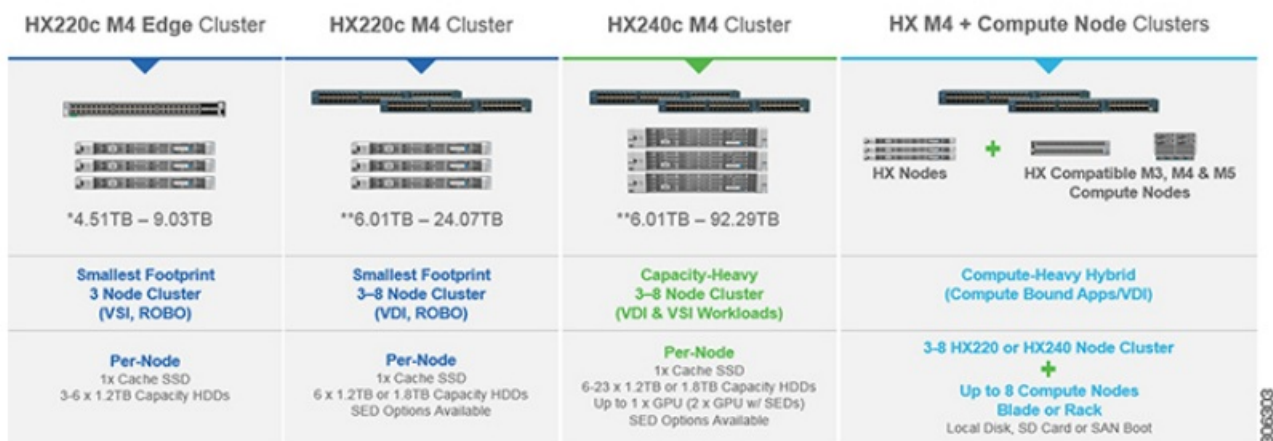 HX220c M4 Edge Cluster
HX220c M4 Cluster
HX240c M4 Cluster
HX M4 + Compute Node Clusters
*4.51TB – 9.03TB
**6.01TB – 24.07TB
**6.01TB – 92.29TB
HX Nodes
+
HX Compatible M3, M4 & M5
Compute Nodes
Smallest Footprint
3 Node Cluster
(VSI, ROBO)
Smallest Footprint
3–8 Node Cluster
(VDI, ROBO)
Capacity-Heavy
3–8 Node Cluster
(VDI & VSI Workloads)
Compute-Heavy Hybrid
(Compute Bound Apps/VDI)
Per-Node
1x Cache SSD
3-6 x 1.2TB Capacity HDDs
Per-Node
1x Cache SSD
6 x 1.2TB or 1.8TB Capacity HDDs
SED Options Available
Per-Node
1x Cache SSD
6-23 x 1.2TB or 1.8TB Capacity HDDs
Up to 1 x GPU (2 x GPU w/ SEDs)
SED Options Available
3-8 HX220 or HX240 Node Cluster
+
Up to 8 Compute Nodes
Blade or Rack
Local Disk, SD Card or SAN Boot
306303